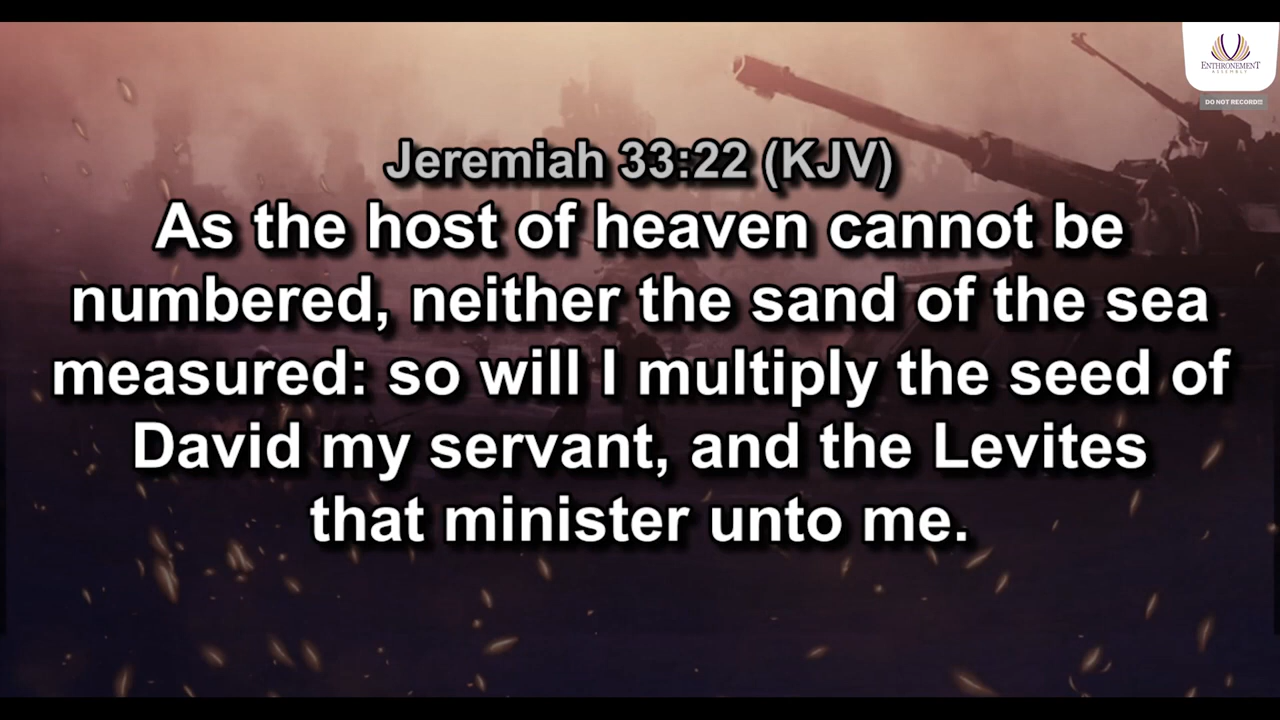 ENTHRONEMENT
ASSEMBLY
DO NOT RECORD!!!
Jeremiah 33:22 (KJV)
As the host of heaven cannot be
numbered, neither the sand of the sea
measured: so will I multiply the seed of
David my servant, and the Levites
that minister unto me.